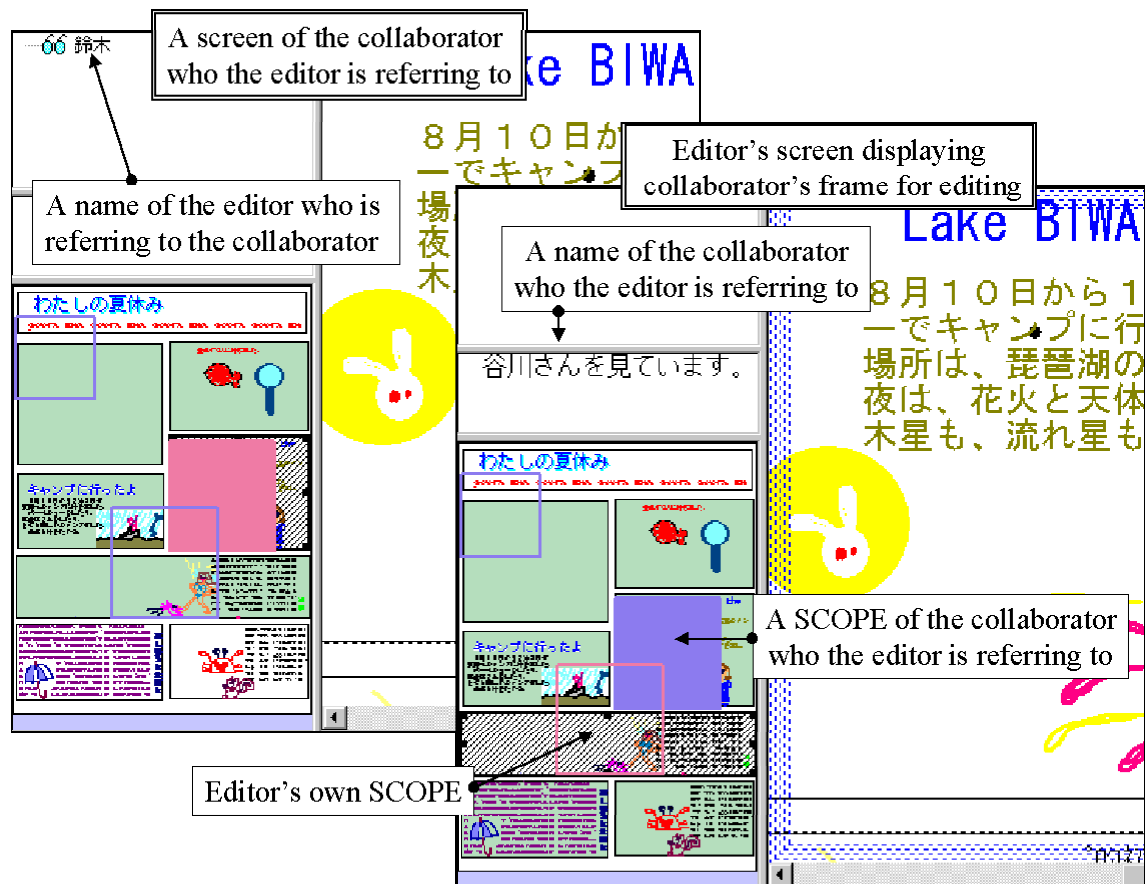 鈴木
A screen of the collaborator
who the editor is referring to
ke BIWA
8月10日か
ーでキャンプ
場
夜
木
Editor's screen displaying
collaborator's frame for editing
A name of the editor who is
referring to the collaborator
A name of the collaborator
who the editor is referring to
Lake BIWA
8月10日から1
ーでキャンプに行
場所は、琵琶湖の
夜は、花火と天体
木星も、流れ星も
谷川さんを見ています。
わたしの夏休み
キャンプに行ったよ
わたしの夏休み
キャンプに行ったよ
A SCOPE of the collaborator
who the editor is referring to
Editor's own SCOPE